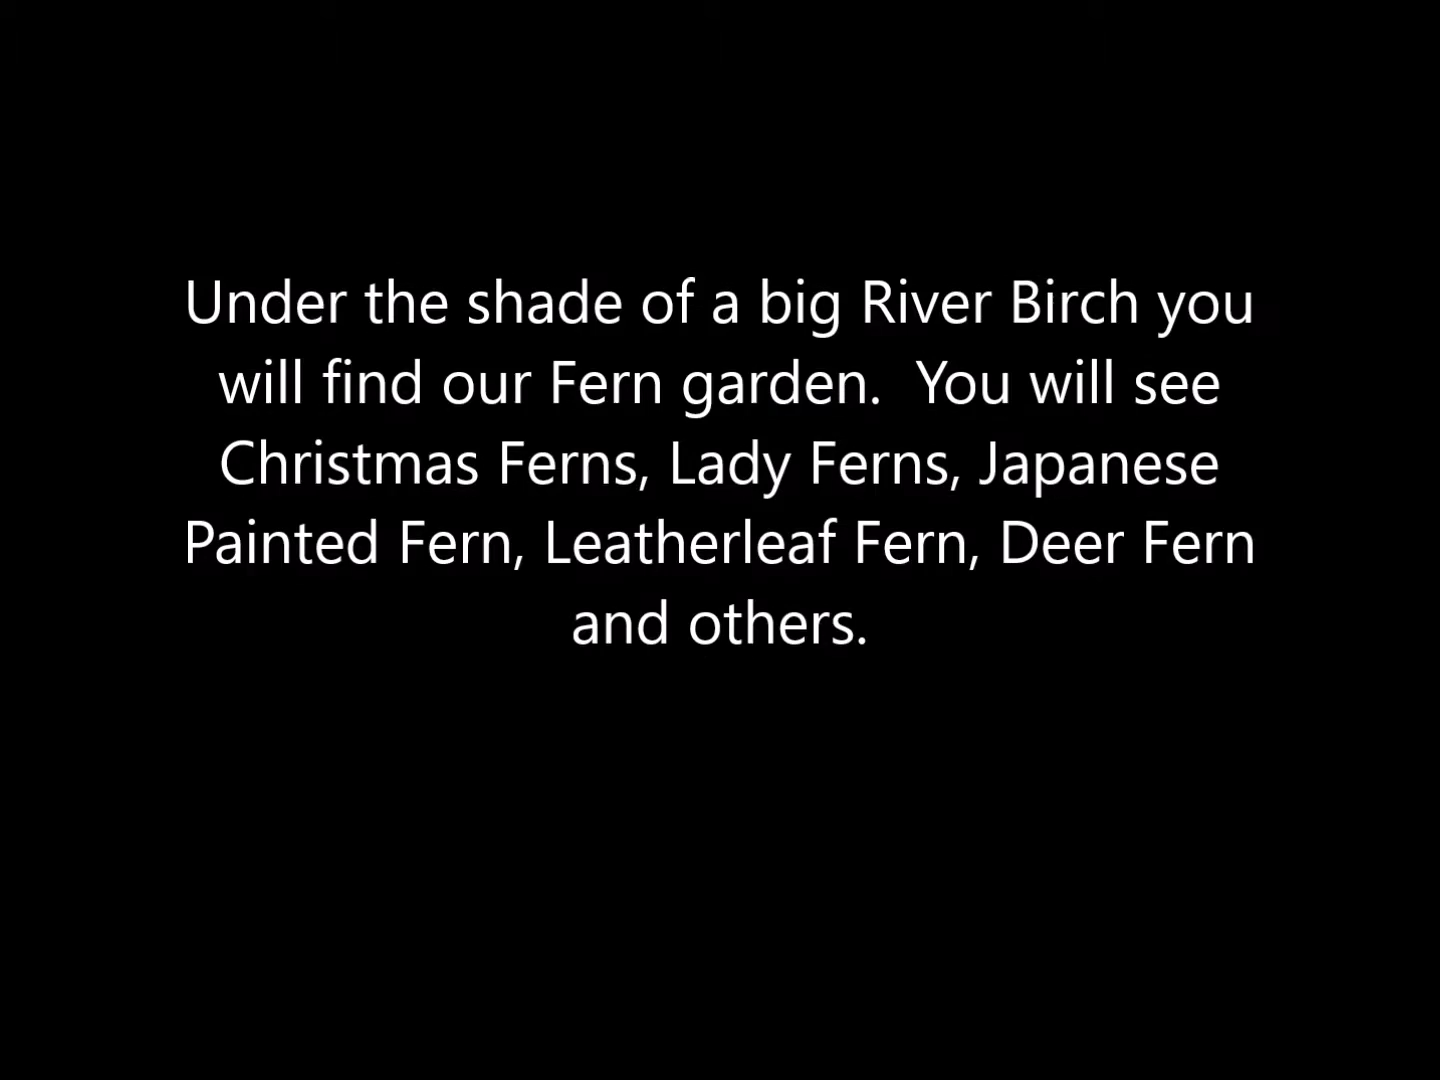 Under the shade of a big River Birch you
will find our Fern garden.  You will see
Christmas Ferns, Lady Ferns, Japanese
Painted Fern, Leatherleaf Fern, Deer Fern
and others.